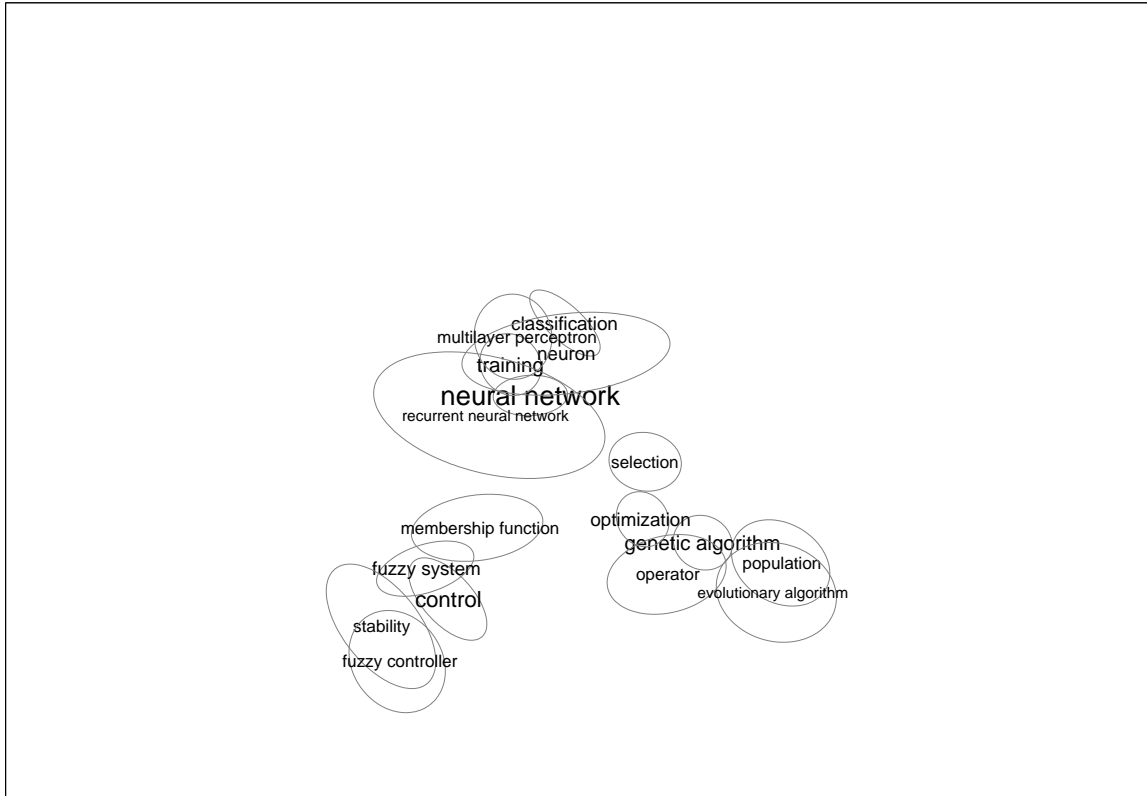 classification
multilayer perceptron
neuron
training
neural network
recurrent neural network
selection
optimization
membership function
genetic algorithm
population
fuzzy system
operator
evolutionary algorithm
control
stability
fuzzy controller